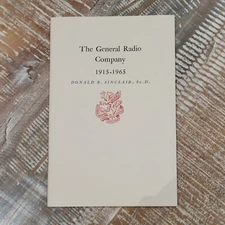 The General Radio
Company
1915-1965
DONALD B. SINCLAIR, Sc.D.